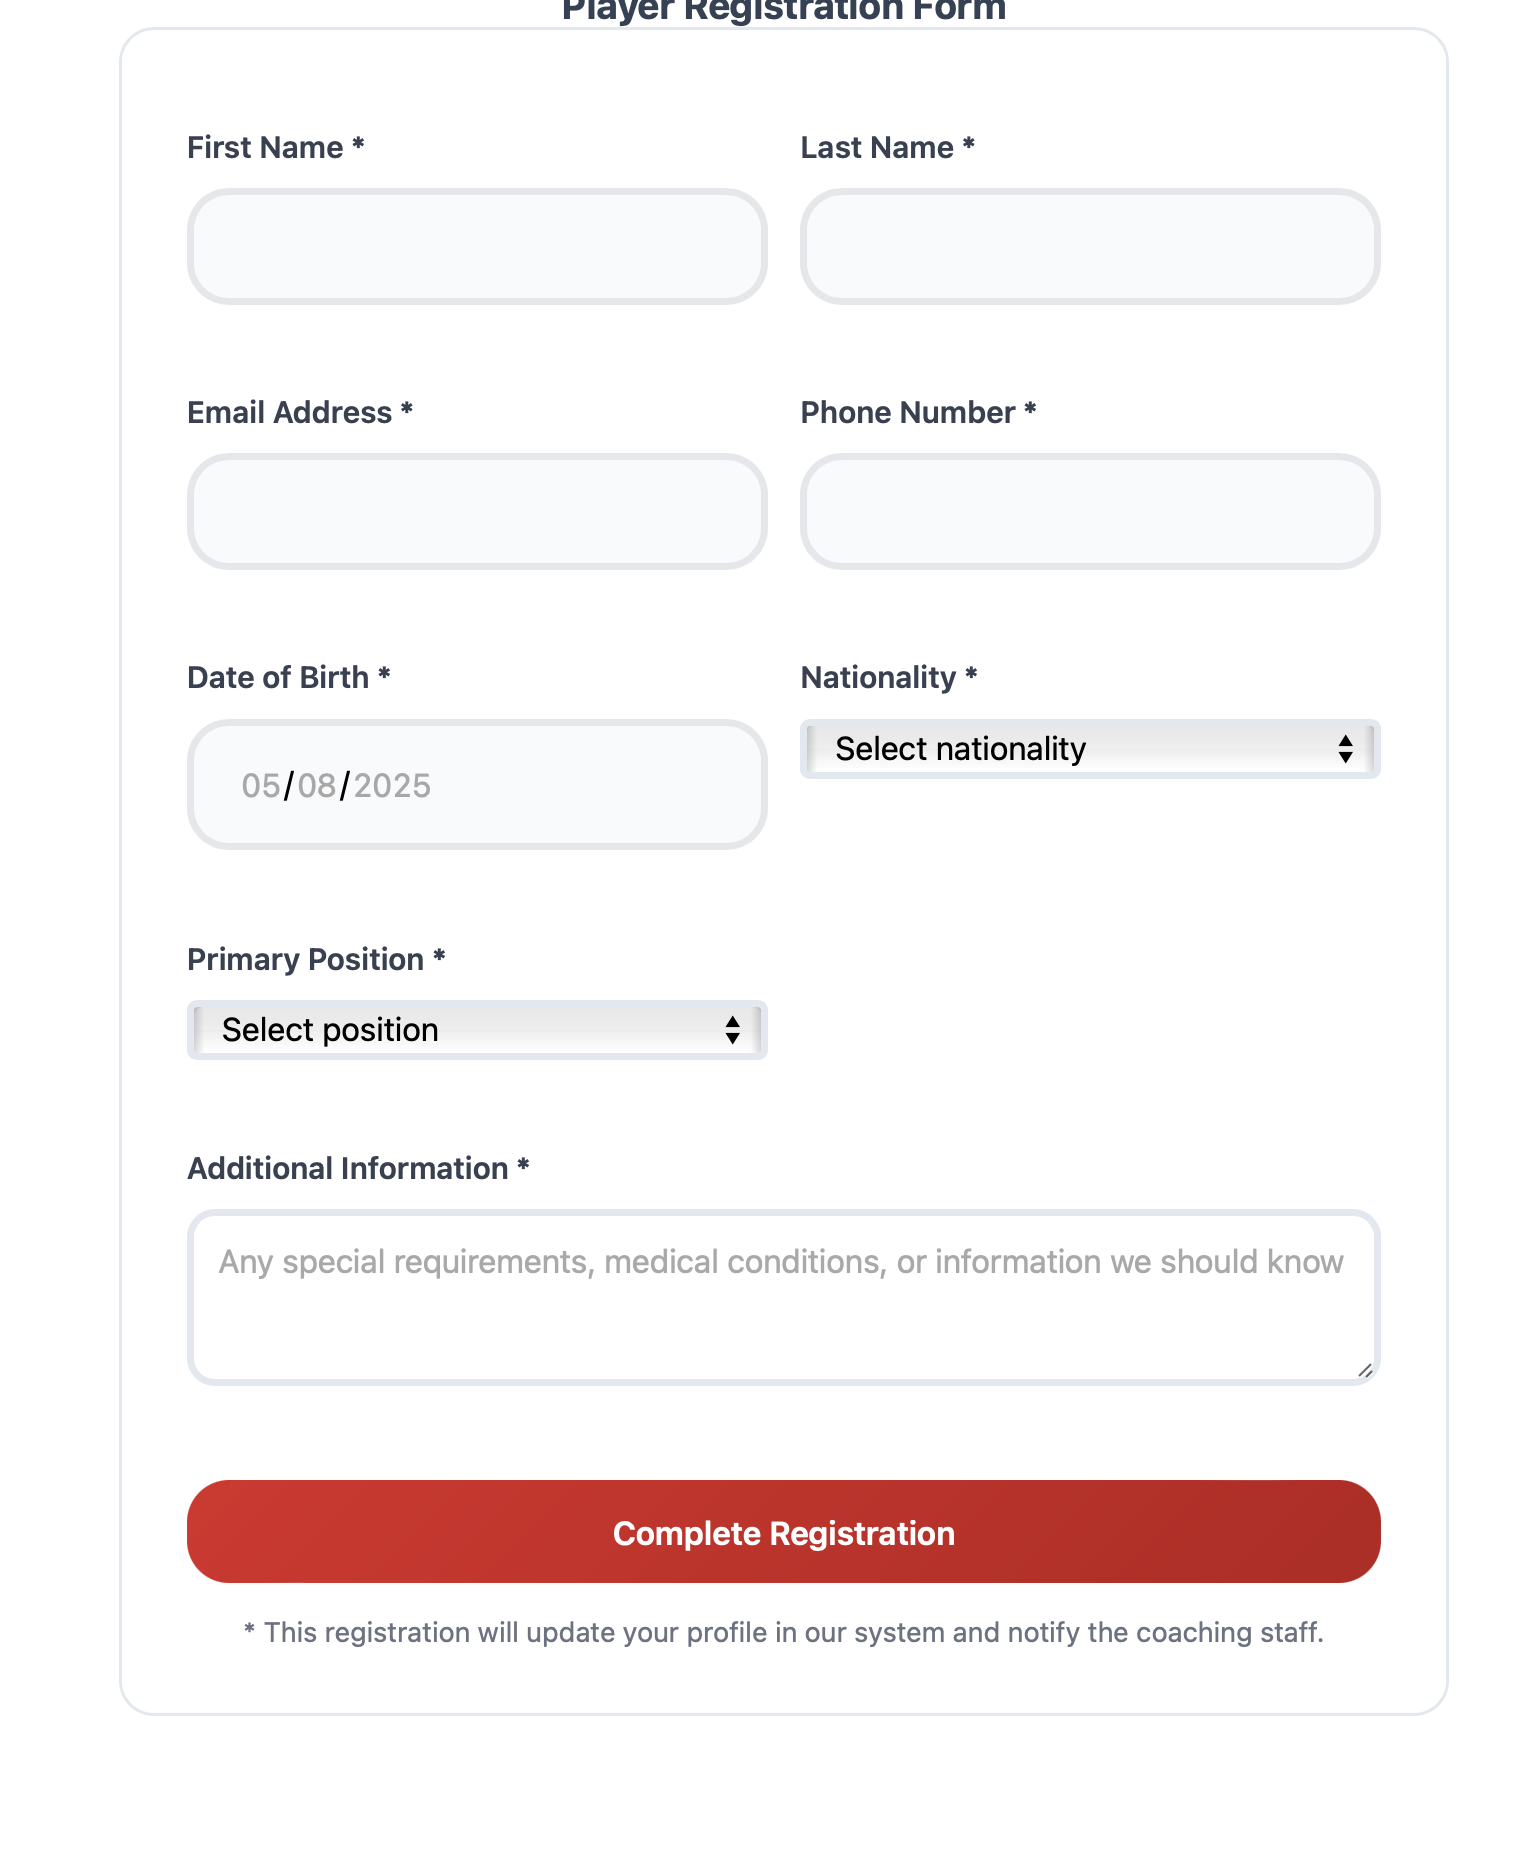 Player Registration Form
First Name *
Last Name *
Email Address *
Phone Number *
Date of Birth *
Nationality *
05/08/2025
Select nationality
Primary Position *
Select position
Additional Information *
Any special requirements, medical conditions, or information we should know
Complete Registration
* This registration will update your profile in our system and notify the coaching staff.